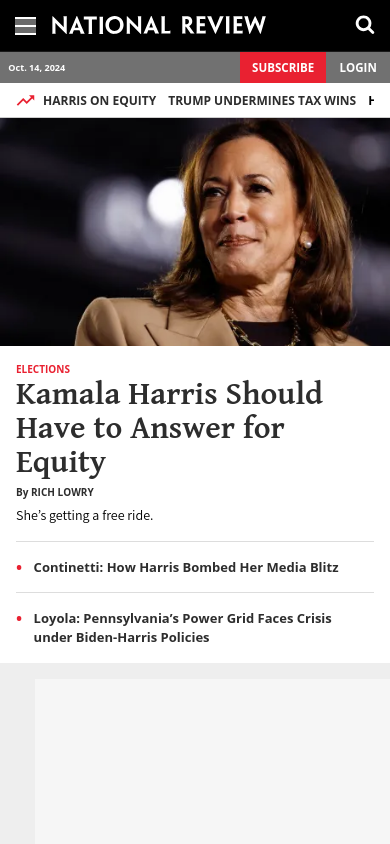 NATIONAL REVIEW
Oct. 14, 2024
SUBSCRIBE
LOGIN
HARRIS ON EQUITY
TRUMP UNDERMINES TAX WINS
ELECTIONS
Kamala Harris Should
Have to Answer for
Equity
By RICH LOWRY
She’s getting a free ride.
• Continetti: How Harris Bombed Her Media Blitz
• Loyola: Pennsylvania’s Power Grid Faces Crisis
under Biden-Harris Policies